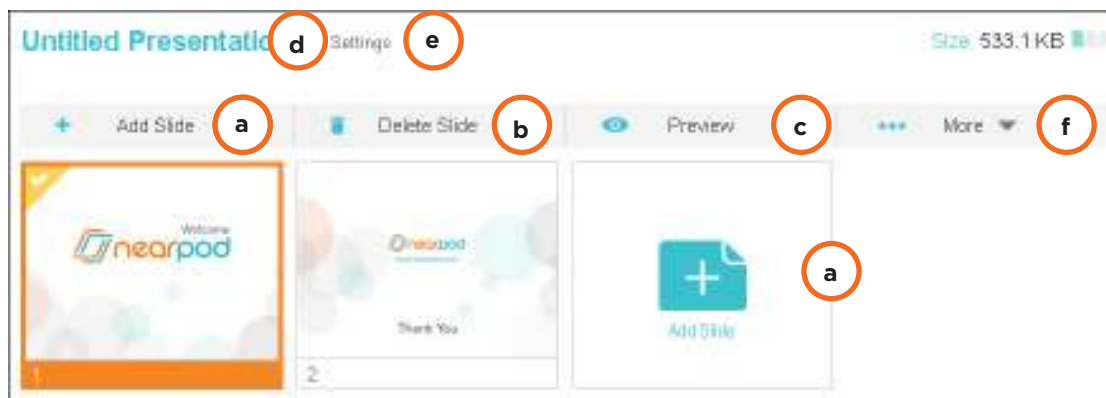 Untitled Presentation d Settings e Size 533.1 KB
+ Add Slide a Delete Slide b Preview c More f
Welcome
nearpod
nearpod
Thank You
a
Add Slide
1
2